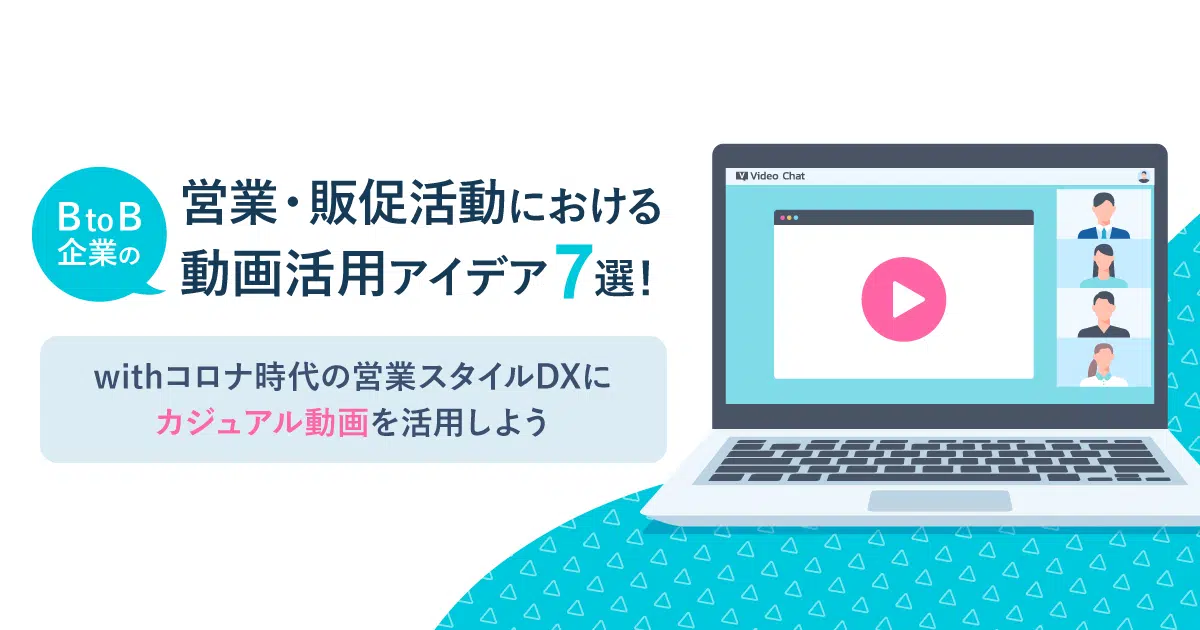 BtoB
企業の
営業・販促活動における
動画活用アイデア7選！
withコロナ時代の営業スタイルDXに
カジュアル動画を活用しよう
V Video Chat